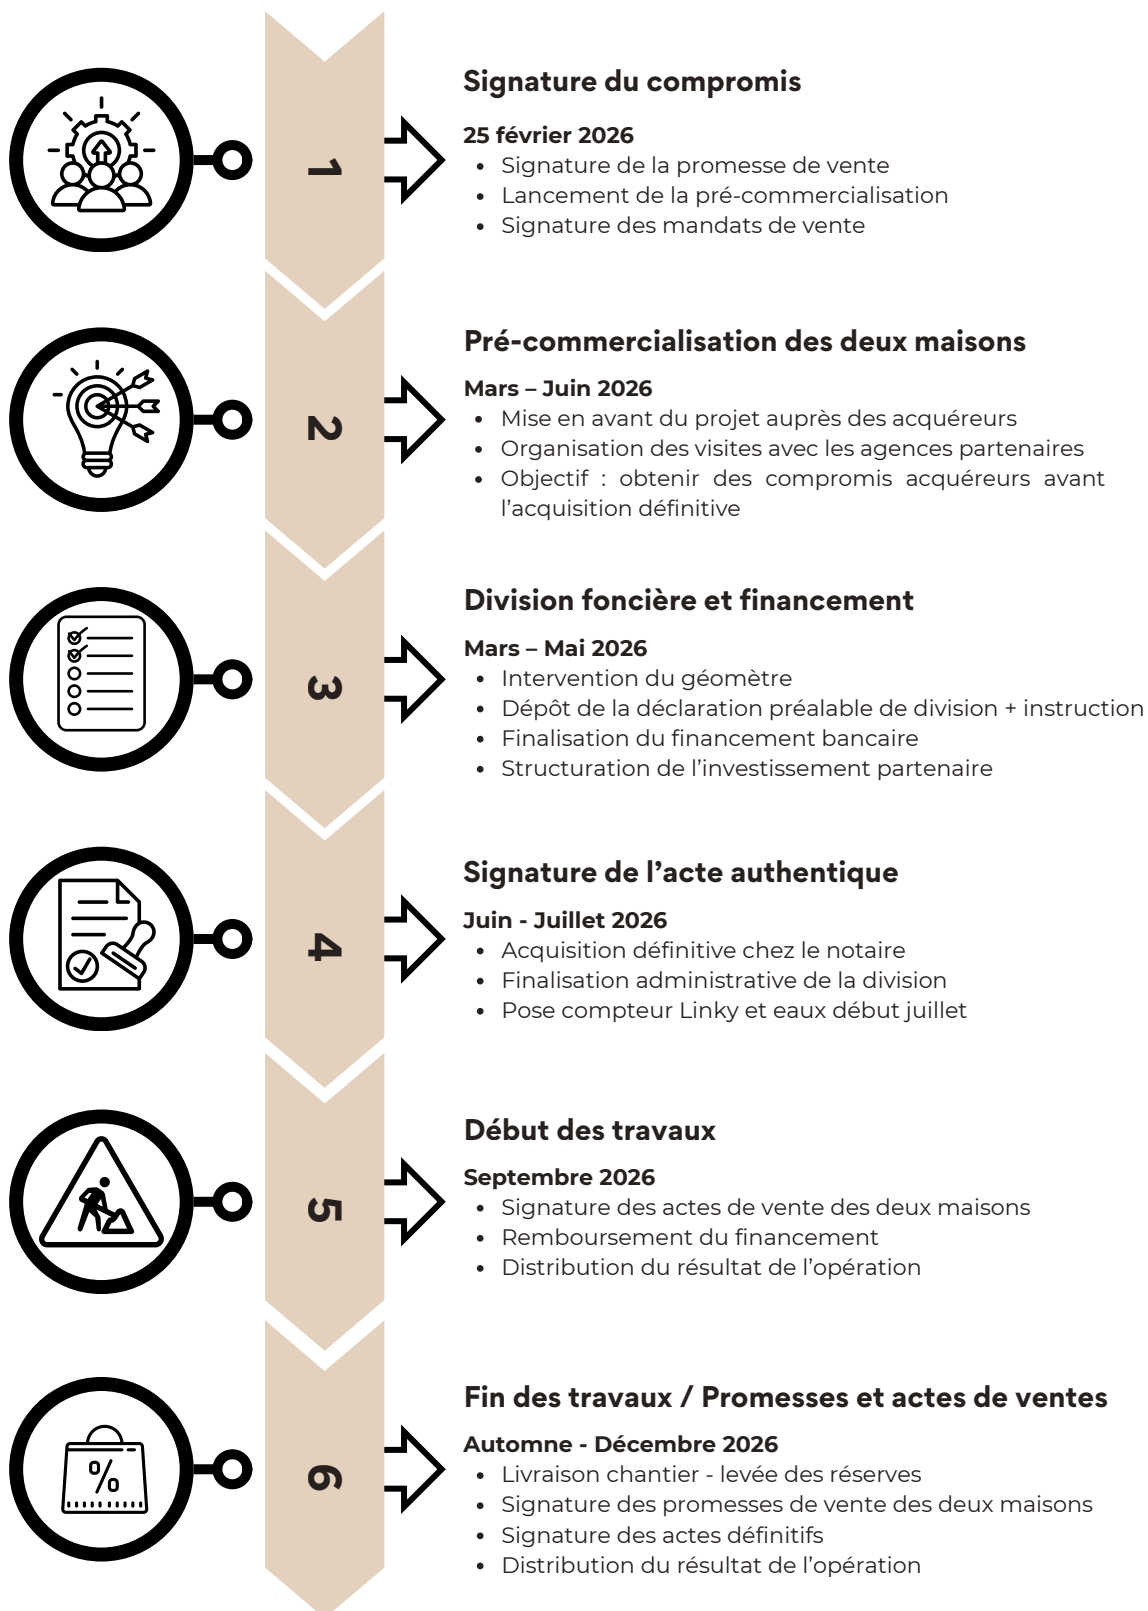 1
Signature du compromis
25 février 2026
• Signature de la promesse de vente
• Lancement de la pré-commercialisation
• Signature des mandats de vente
2
Pré-commercialisation des deux maisons
Mars – Juin 2026
• Mise en avant du projet auprès des acquéreurs
• Organisation des visites avec les agences partenaires
• Objectif : obtenir des compromis acquéreurs avant
l’acquisition définitive
3
Division foncière et financement
Mars – Mai 2026
• Intervention du géomètre
• Dépôt de la déclaration préalable de division + instruction
• Finalisation du financement bancaire
• Structuration de l’investissement partenaire
4
Signature de l’acte authentique
Juin - Juillet 2026
• Acquisition définitive chez le notaire
• Finalisation administrative de la division
• Pose compteur Linky et eaux début juillet
5
Début des travaux
Septembre 2026
• Signature des actes de vente des deux maisons
• Remboursement du financement
• Distribution du résultat de l’opération
%
6
Fin des travaux / Promesses et actes de ventes
Automne - Décembre 2026
• Livraison chantier - levée des réserves
• Signature des promesses de vente des deux maisons
• Signature des actes définitifs
• Distribution du résultat de l’opération